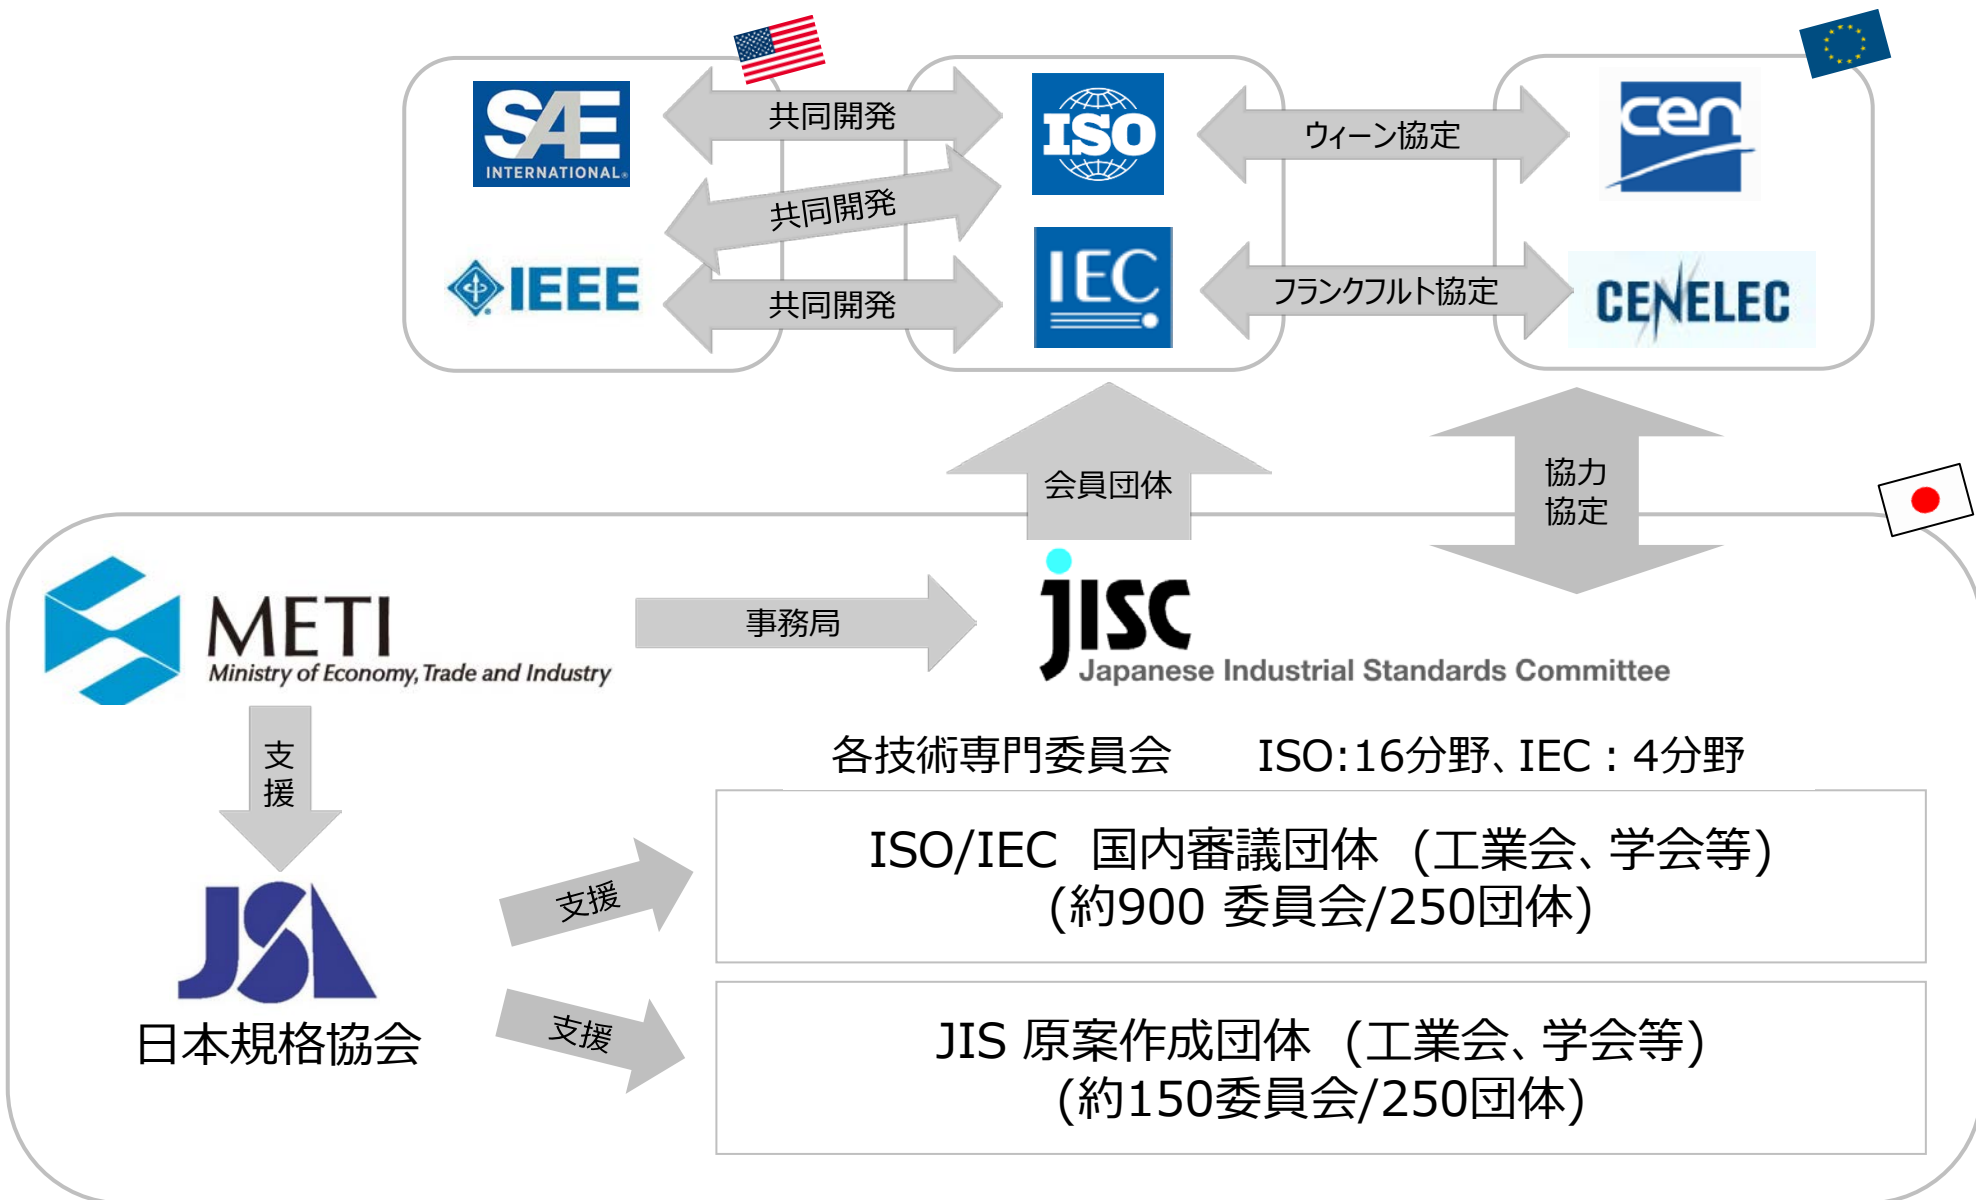 SAE
INTERNATIONAL®
共同開発
ISO
ウィーン協定
cen
共同開発
IEEE
共同開発
IEC
フランクフルト協定
CENELEC
会員団体
協力
協定
METI
Ministry of Economy, Trade and Industry
事務局
JISC
Japanese Industrial Standards Committee
支
援
各技術専門委員会 ISO:16分野、IEC：4分野
ISO/IEC 国内審議団体 (工業会、学会等)
(約900 委員会/250団体)
支援
JSA
日本規格協会
支援
JIS 原案作成団体 (工業会、学会等)
(約150委員会/250団体)